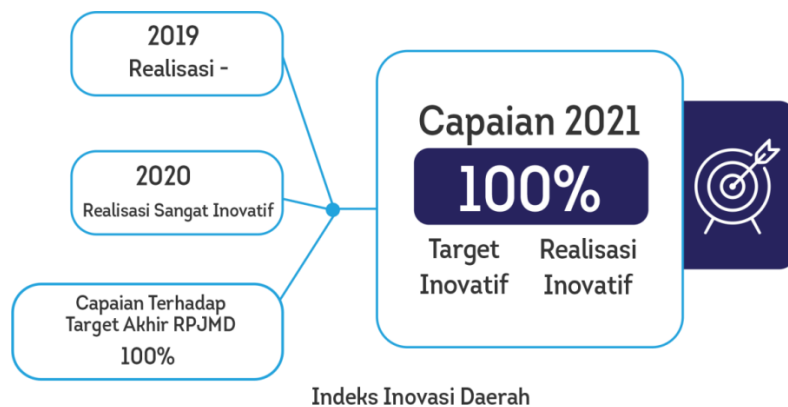 2019
Realisasi -
2020
Realisasi Sangat Inovatif
Capaian Terhadap
Target Akhir RPJMD
100%
Capaian 2021
100%
Target Inovatif
Realisasi Inovatif
Indeks Inovasi Daerah